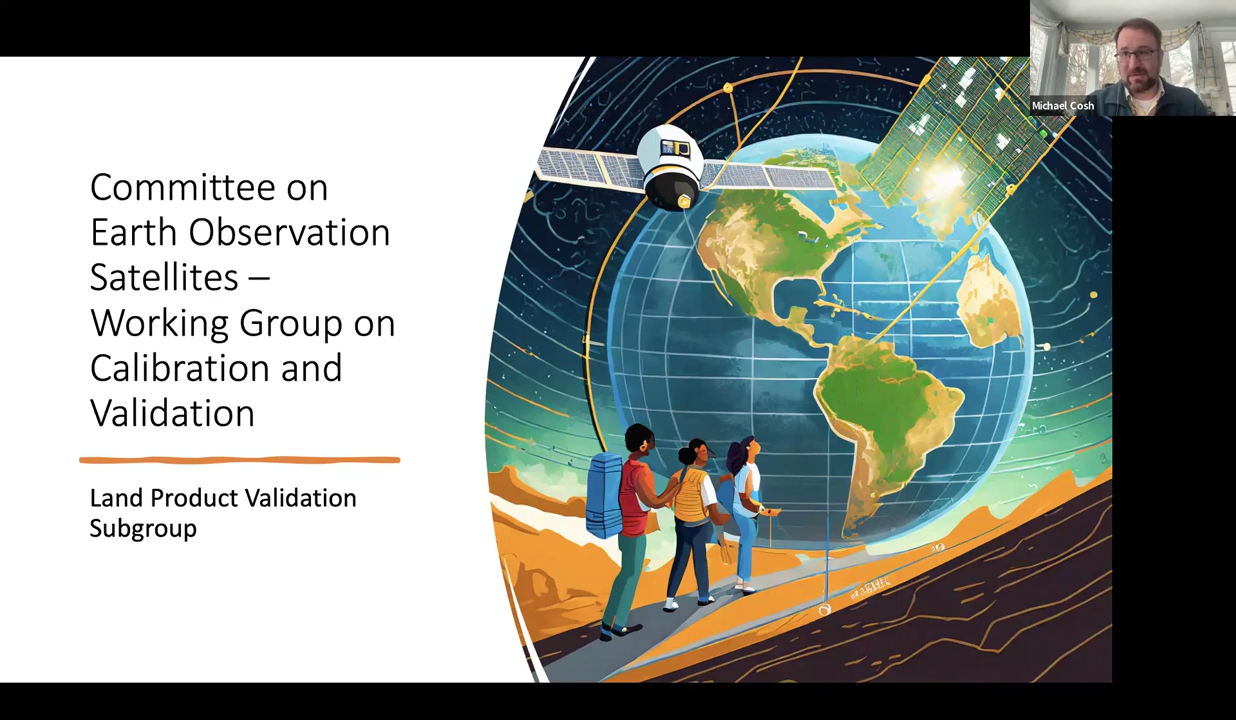 Committee on
Earth Observation
Satellites –
Working Group on
Calibration and
Validation
Land Product Validation
Subgroup
Michael Cosh